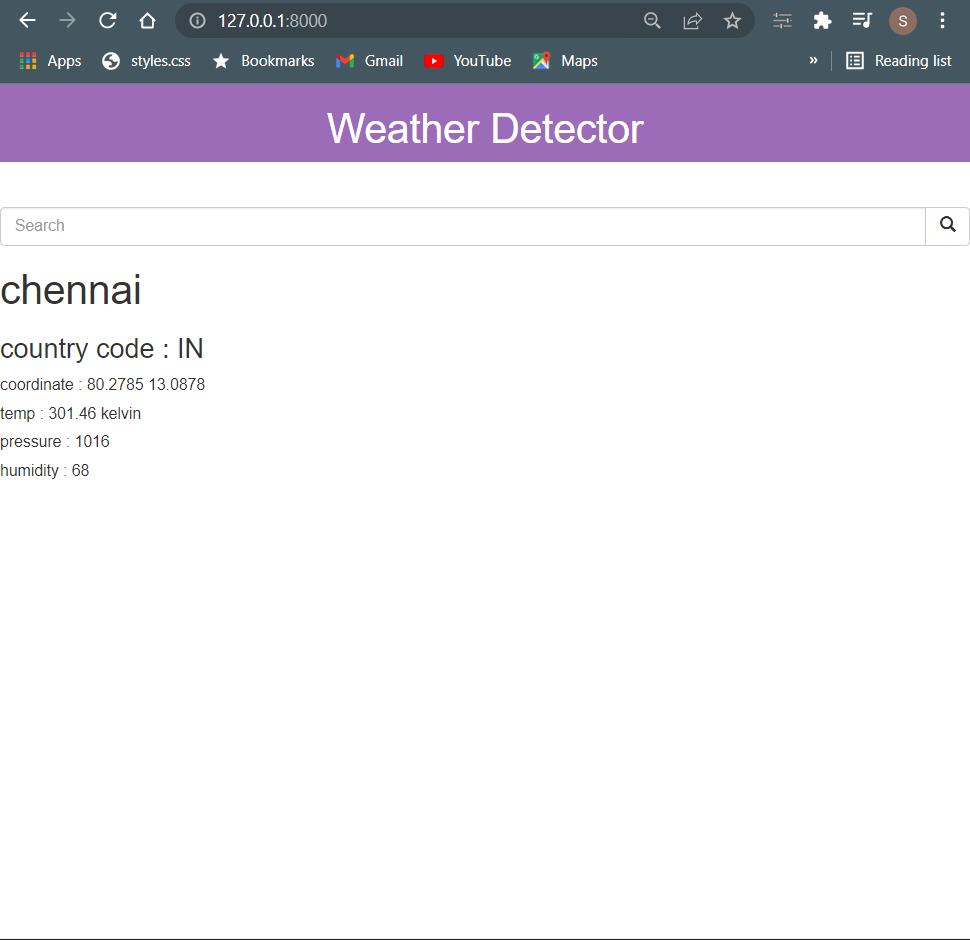 127.0.0.1:8000
S
Apps styles.css Bookmarks Gmail YouTube Maps » Reading list
Weather Detector
Search
chennai
country code : IN
coordinate : 80.2785 13.0878
temp : 301.46 kelvin
pressure : 1016
humidity : 68